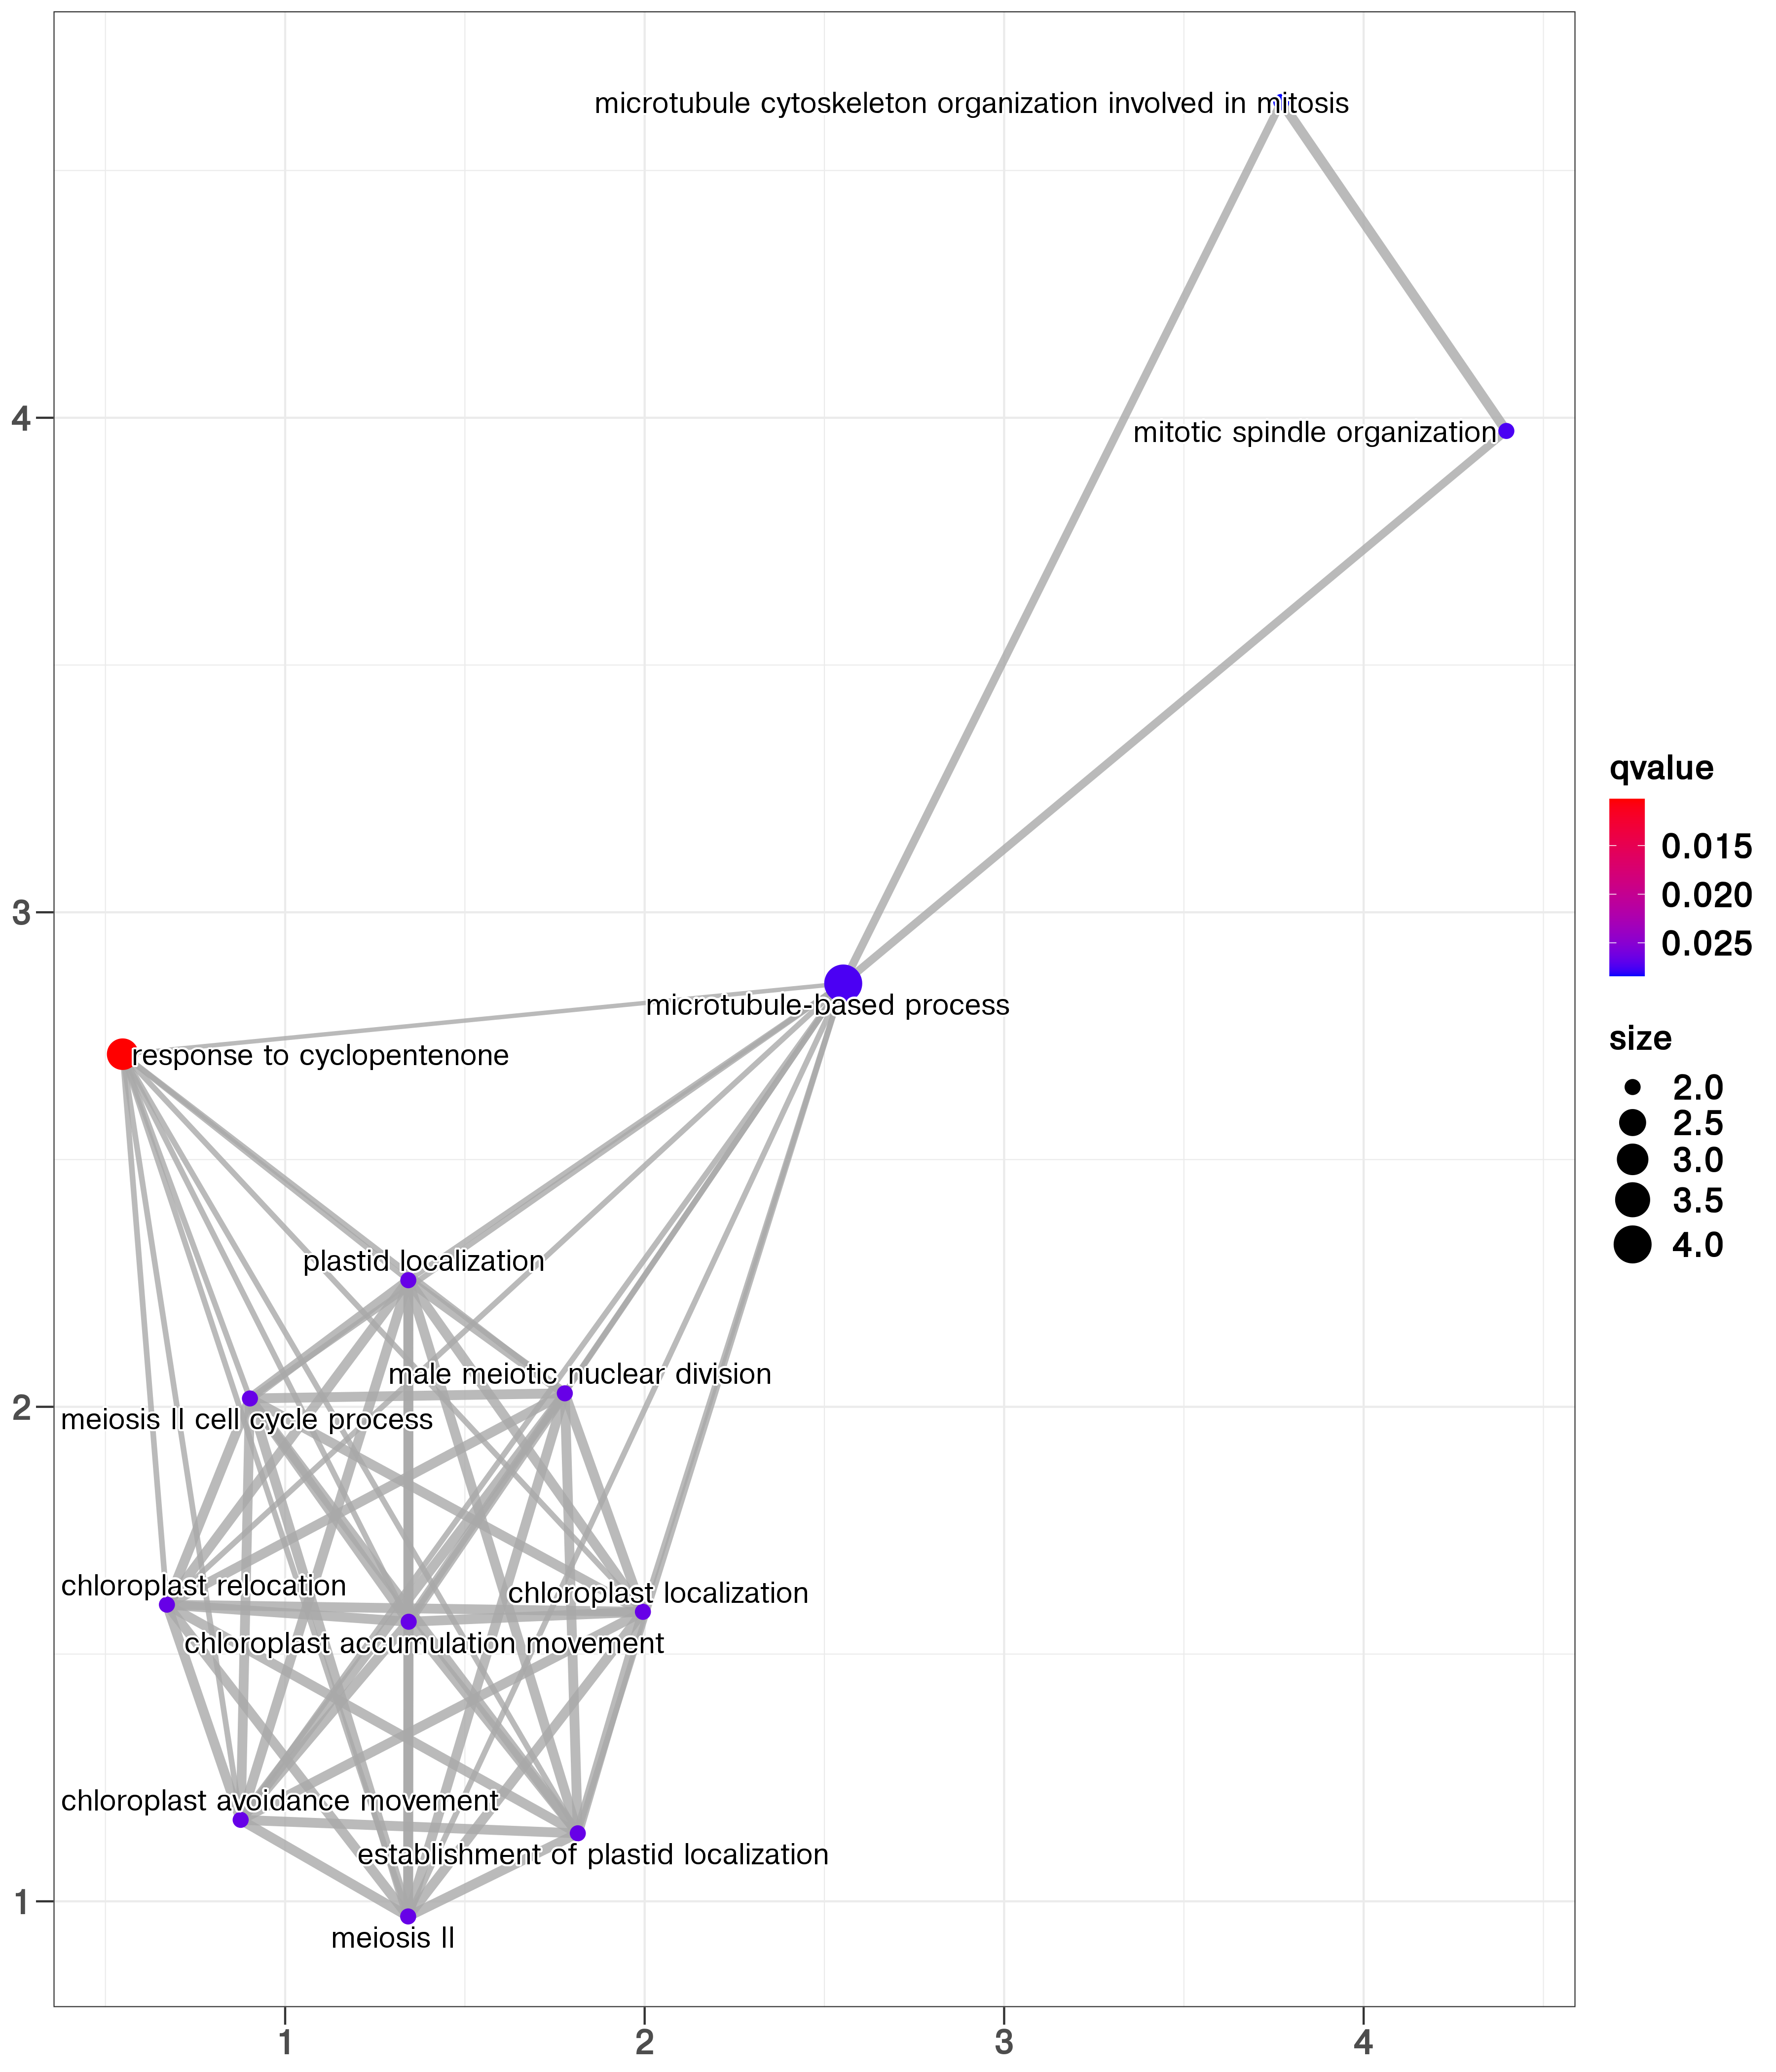 microtubule cytoskeleton organization involved in mitosis
4
mitotic spindle organization
qvalue
0.015
0.020
0.025
3
microtubule-based process
response to cyclopentenone
size
2.0
2.5
3.0
3.5
4.0
plastid localization
male meiotic nuclear division
2
meiosis II cell cycle process
chloroplast relocation
chloroplast localization
chloroplast accumulation movement
chloroplast avoidance movement
establishment of plastid localization
1
meiosis II
1 2 3 4